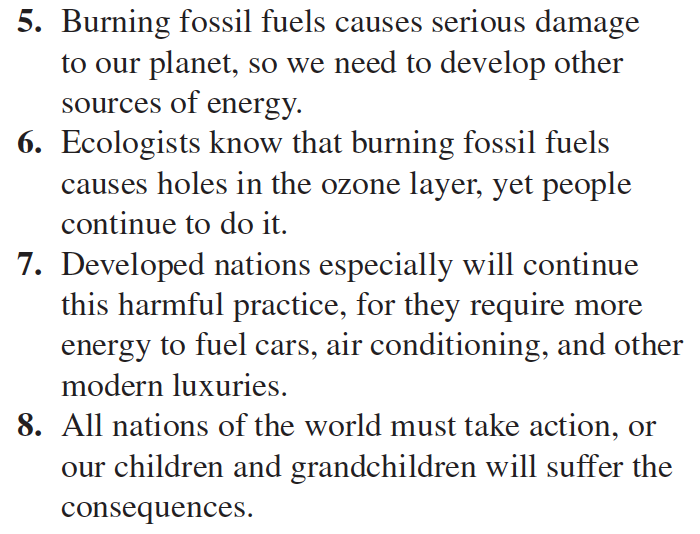 5. Burning fossil fuels causes serious damage
to our planet, so we need to develop other
sources of energy.
6. Ecologists know that burning fossil fuels
causes holes in the ozone layer, yet people
continue to do it.
7. Developed nations especially will continue
this harmful practice, for they require more
energy to fuel cars, air conditioning, and other
modern luxuries.
8. All nations of the world must take action, or
our children and grandchildren will suffer the
consequences.